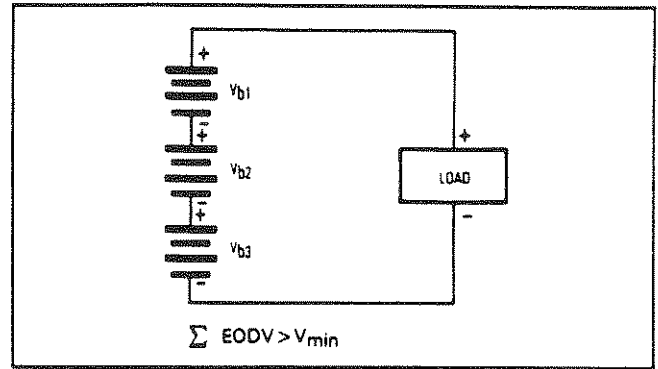 +
Vb1
-
+
Vb2
+
LOAD
-
-
+
Vb3
-
Σ EODV > Vmin